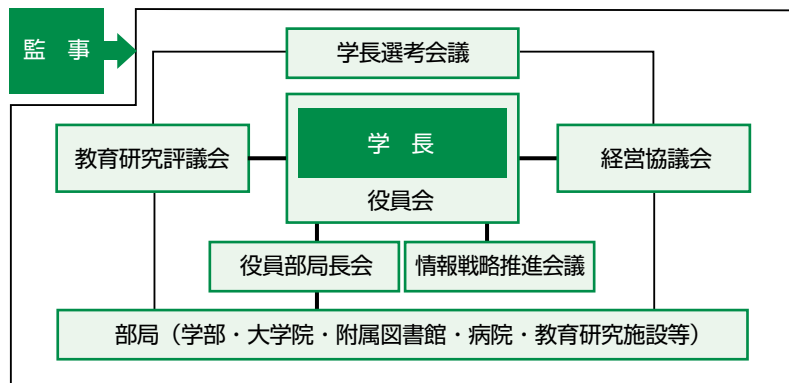 監　事
学長選考会議
学　長
教育研究評議会
経営協議会
役員会
役員部局長会
情報戦略推進会議
部局（学部・大学院・附属図書館・病院・教育研究施設等）